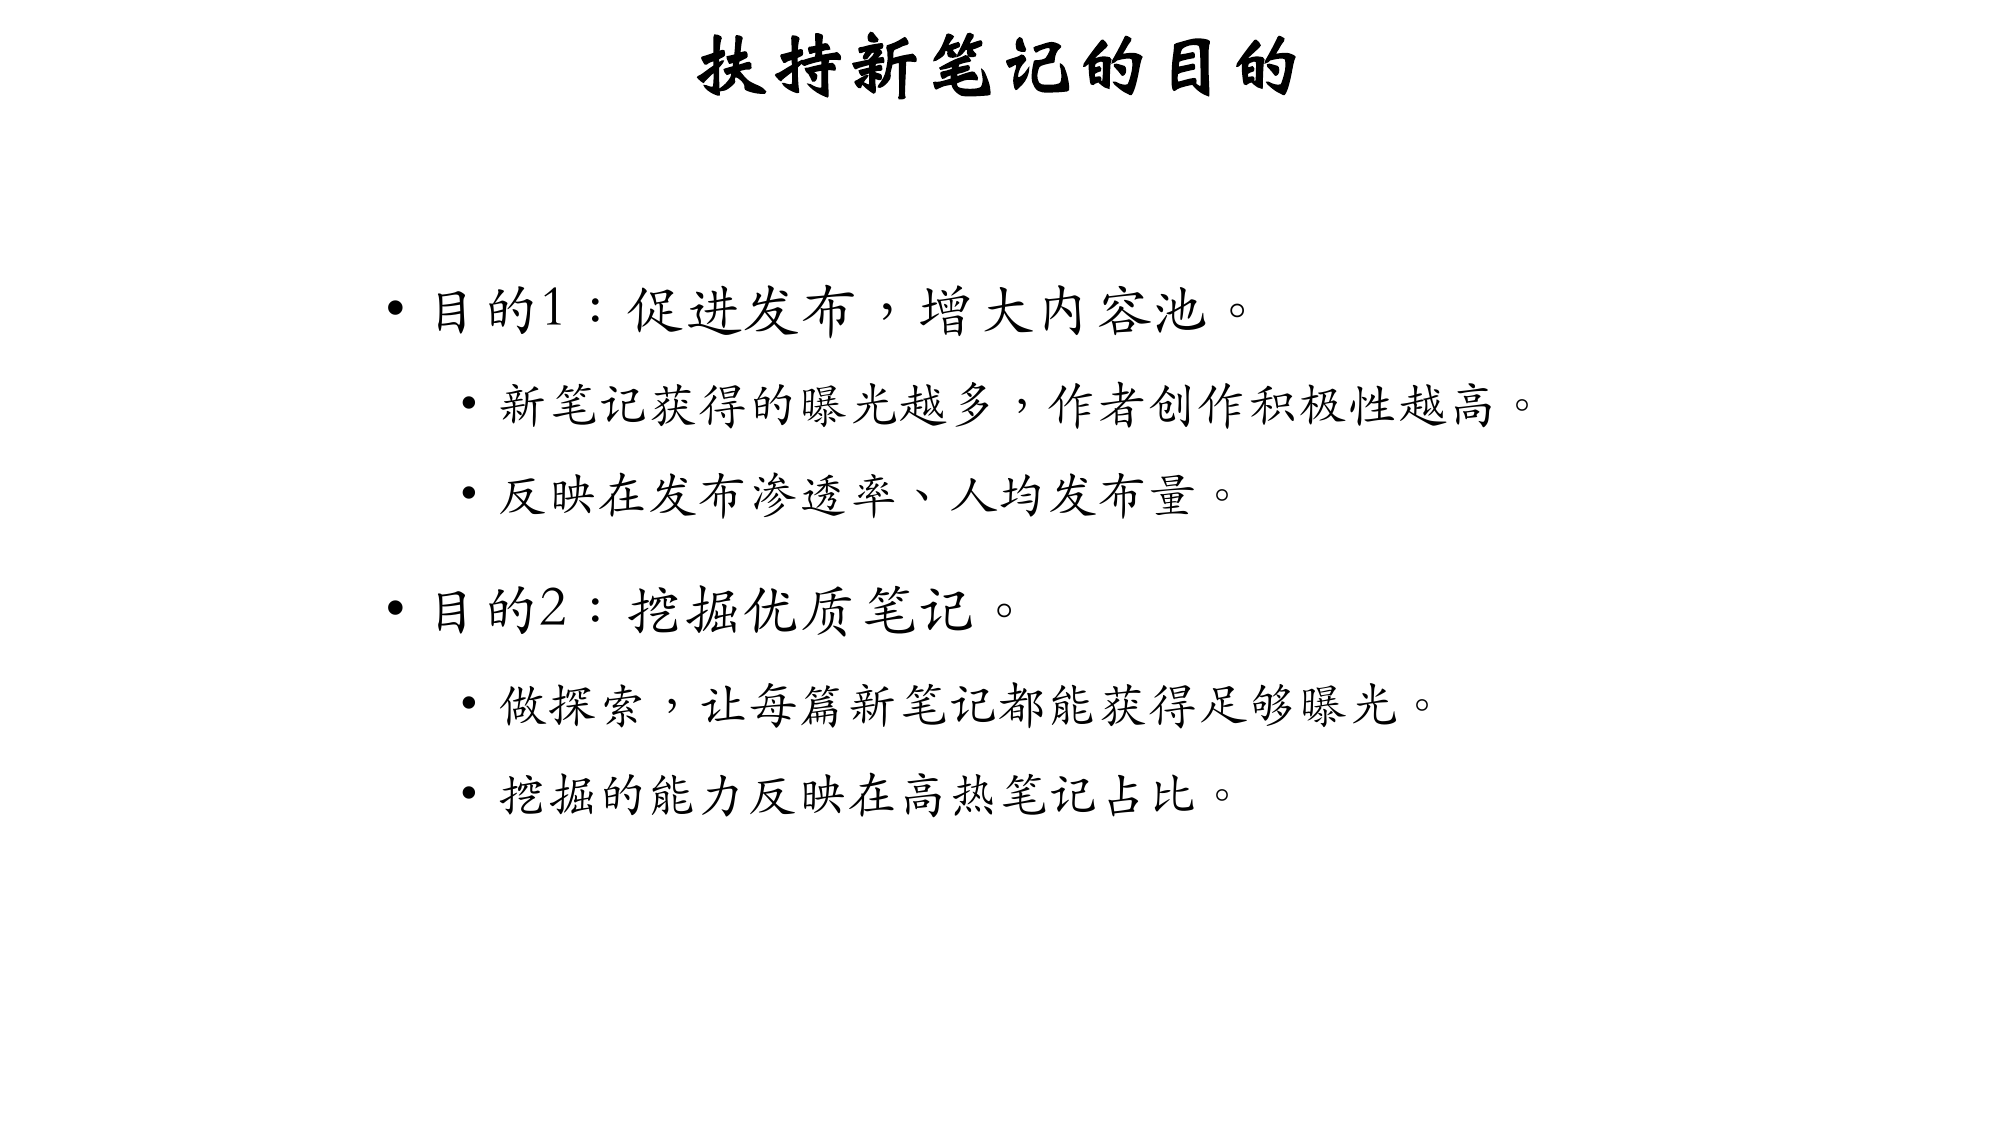 扶持新笔记的目的
• 目的1：促进发布，增大内容池。
• 新笔记获得的曝光越多，作者创作积极性越高。
• 反映在发布渗透率、人均发布量。
• 目的2：挖掘优质笔记。
• 做探索，让每篇新笔记都能获得足够曝光。
• 挖掘的能力反映在高热笔记占比。